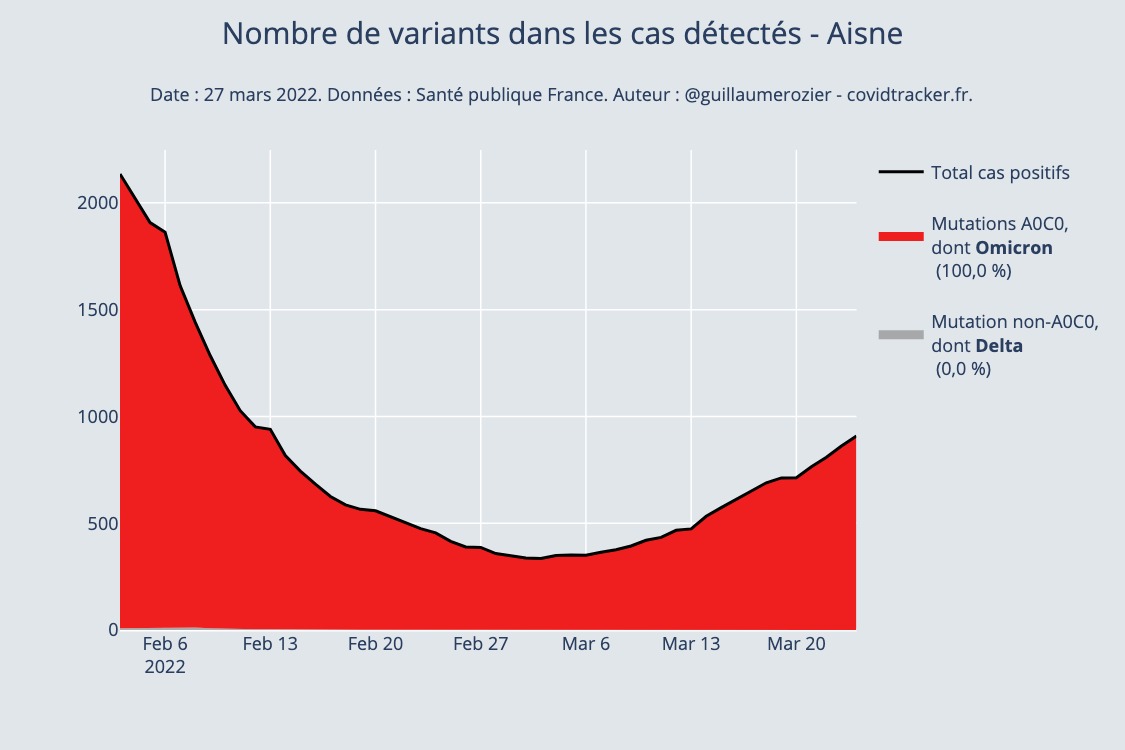 Nombre de variants dans les cas détectés - Aisne
Date : 27 mars 2022. Données : Santé publique France. Auteur : @guillaumerozier - covidtracker.fr.
Total cas positifs
Mutations A0C0,
dont Omicron
(100,0 %)
Mutation non-A0C0,
dont Delta
(0,0 %)
2000
1500
1000
500
0
Feb 6 Feb 13 Feb 20 Feb 27 Mar 6 Mar 13 Mar 20
2022